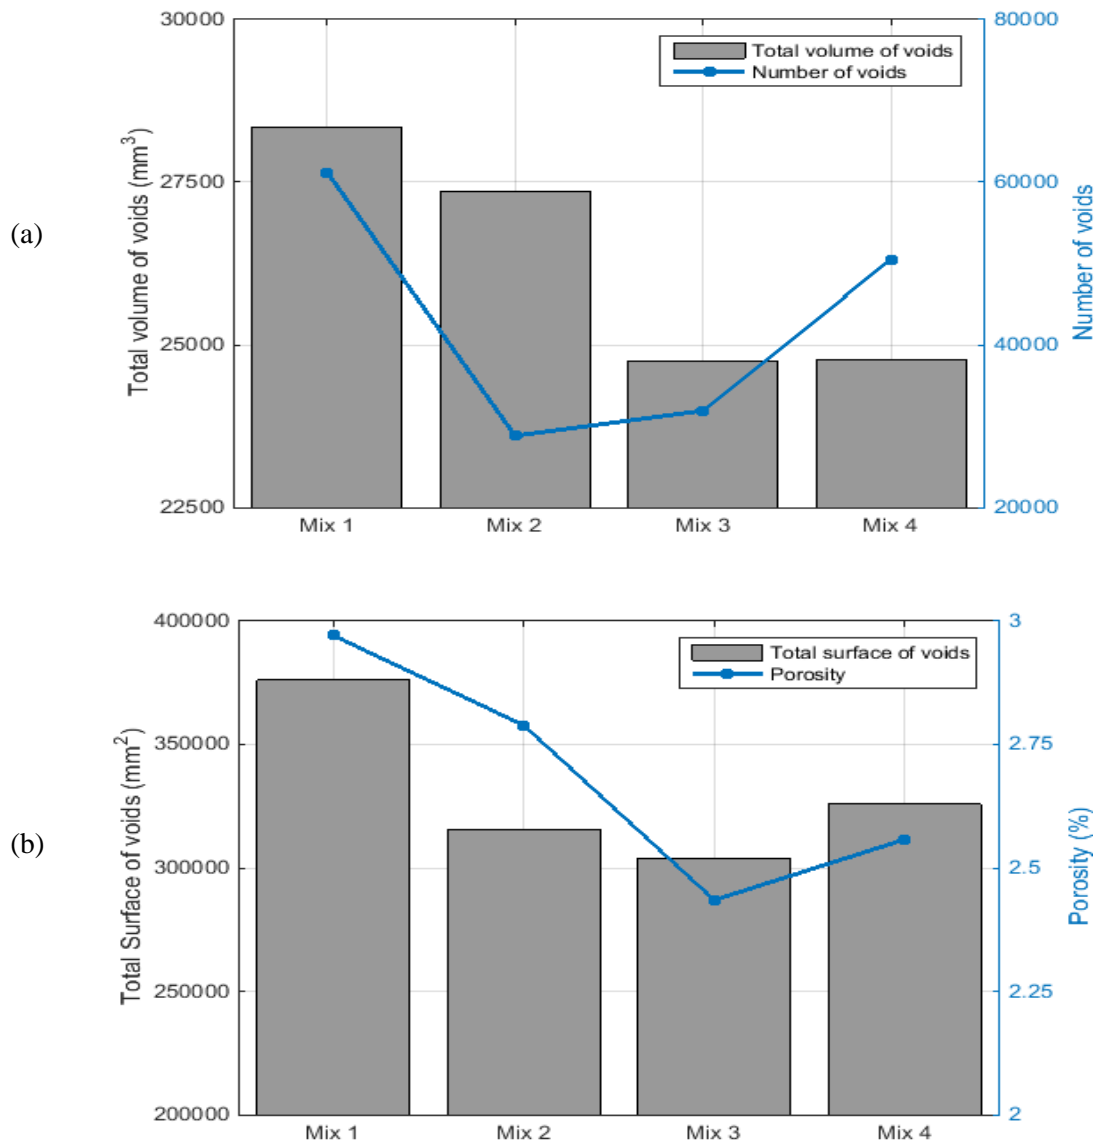 (a)
Total volume of voids (mm³)
30000
27500
25000
22500
Total volume of voids
Number of voids
80000
60000
40000
20000
Number of voids
Mix 1
Mix 2
Mix 3
Mix 4
(b)
Total Surface of voids (mm²)
400000
350000
300000
250000
200000
Total surface of voids
Porosity
3
2.75
2.5
2.25
2
Porosity (%)
Mix 1
Mix 2
Mix 3
Mix 4